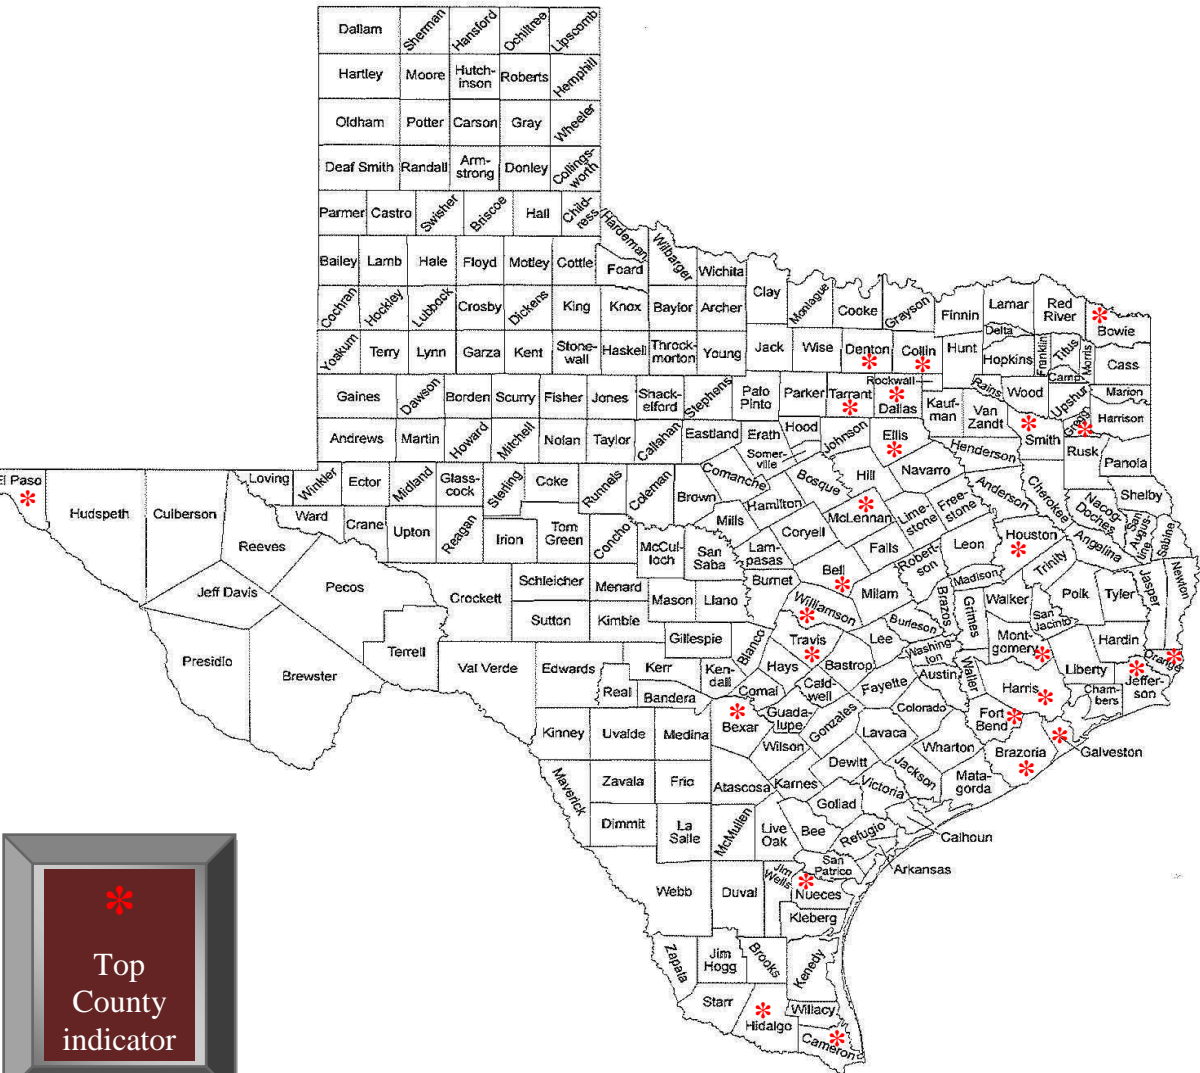 Dallam Sherman Hansford Ochiltree Lipscomb
Hartley Moore Hutch-
inson Roberts Hemphill
Oldham Potter Carson Gray Wheeler
Deaf Smith Randall Arm-
strong Donley Collings-
worth
Parmer Castro Swisher Briscoe Hall Child-
ress Hardeman
Bailey Lamb Hale Floyd Motley Cottle Foard Wilbarger Wichita
Clay Montague Cooke Grayson Finnin Lamar Red
River Bowie
Cochran Hockley Lubbock Crosby Dickens King Knox Baylor Archer
Delta Franklin Titus Morris Cass
Yoakum Terry Lynn Garza Kent Stone-
wall Haskell Throck-
morton Young Jack Wise Denton Collin Hunt Hopkins
Camp Rockwall Rains Wood Upshur Marion
Gaines Dawson Borden Scurry Fisher Jones Shack-
elford Stephens Palo
Pinto Parker Tarrant Dallas Kauf-
man Van
Zandt Smith Gregg Harrison
Andrews Martin Howard Mitchell Nolan Taylor Callahan Eastland Erath Hood Johnson Ellis Henderson Rusk Panola
Somer-
ville
El Paso Hudspeth Culberson Loving Winkler Ector Midland Glass-
cock Sterling Coke Runnels Coleman Brown Comanche Bosque Hill Navarro Anderson Cherokee Nacog-
Doches Shelby
Reeves Ward Crane Upton Reagan Irion Tom
Green Concho Mills Hamilton McLennan Lime-
stone Free-
stone Houston Angelina San
Augus-
tine Sabine
McCul-
loch San
Saba Lam-
pasas Coryell Falls Robert-
son Leon Trinity
Jeff Davis Pecos Crockett Schleicher Menard Mason Llano Burnet Bell Milam Madison Walker Polk Tyler Jasper Newton
Sutton Kimble Williamson Brazos Grimes San
Jacinto
Presidio Brewster Terrell Val Verde Edwards Gillespie Blanco Travis Lee Burleson Washing-
ton Mont-
gomery Hardin Orange
Real Kerr Bandera Ken-
dall Hays Bastrop Austin Waller Harris Liberty Jeffer-
son
Comal Cald-
well Fayette Colorado Cham-
bers
Kinney Uvalde Medina Bexar Guada-
lupe Gonzales Lavaca Wharton Fort
Bend Brazoria Galveston
Wilson Dewitt Jackson Mata-
gorda
Maverick Zavala Frio Atascosa Karnes Goliad Victoria
Dimmit La
Salle McMullen Live
Oak Bee Refugio Calhoun
San
Patrico Arkansas
Webb Duval Jim
Wells Nueces
Kleberg
Zapata Jim
Hogg Brooks Kenedy
Starr Hidalgo Willacy
Cameron
*
Top
County
indicator